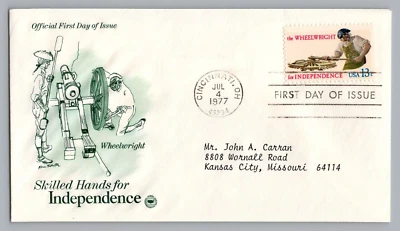 Official First Day of Issue
Wheelwright
Skilled Hands for
Independence
CINCINNATI, OH
JUL
4
1977
the WHEELWRIGHT
for INDEPENDENCE USA 13c
FIRST DAY OF ISSUE
Mr. John A. Carran
8808 Wornall Road
Kansas City, Missouri 64114